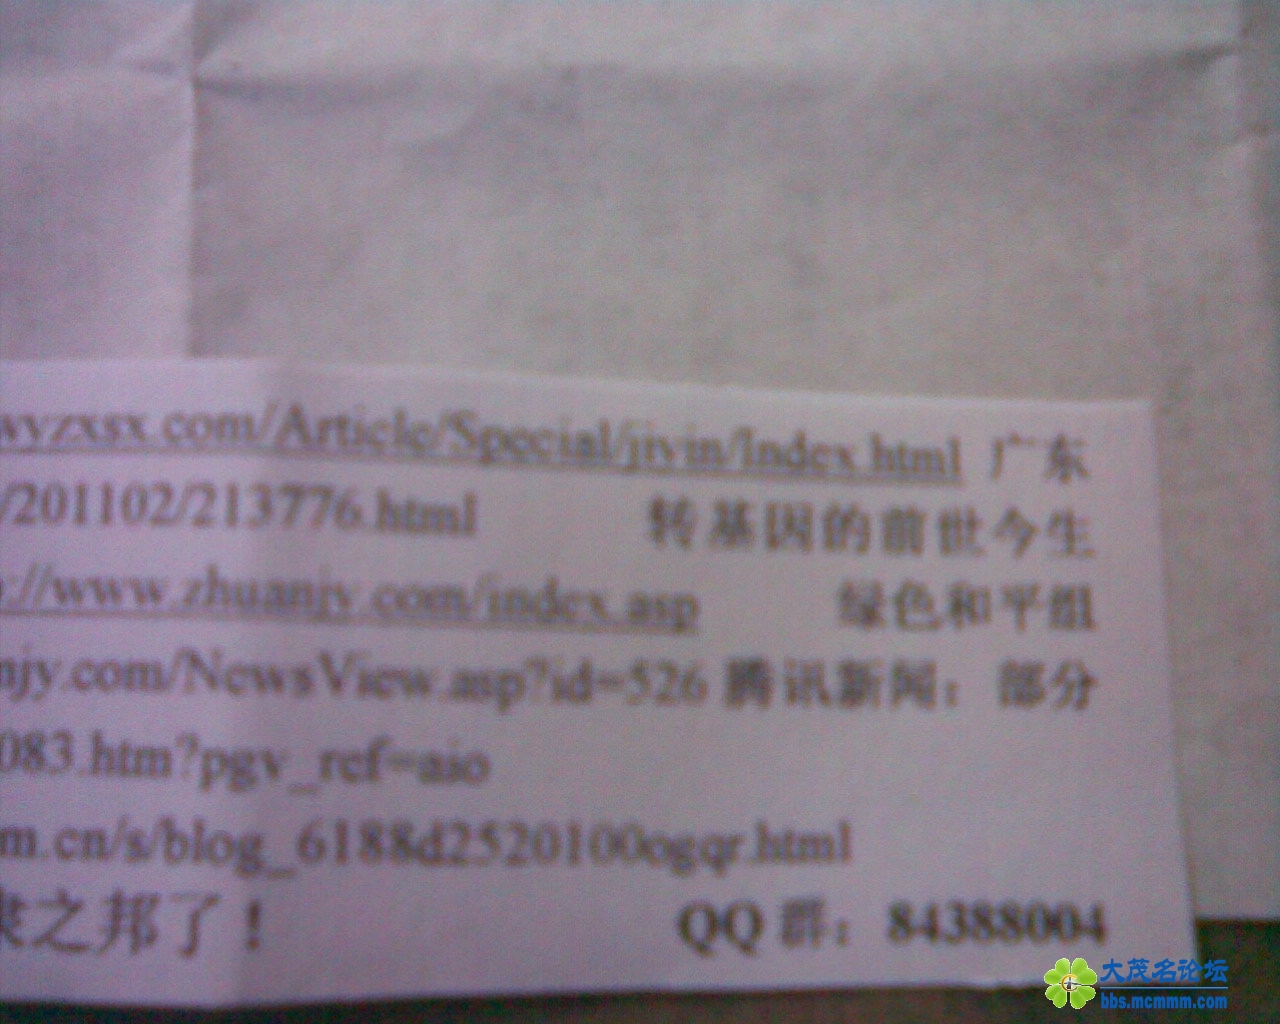 wyzxsx.com/Article/Special/jiyin/Index.html 广东
/201102/213776.html 转基因的前世今生
://www.zhuanjy.com/index.asp 绿色和平组
njy.com/NewsView.asp?id=526 腾讯新闻：部分
083.htm?pgv_ref=aio
m.cn/s/blog_6188d2520100ogqr.html
之邦了！ QQ 群：84388004
大茂名论坛
bbs.mcmmm.com